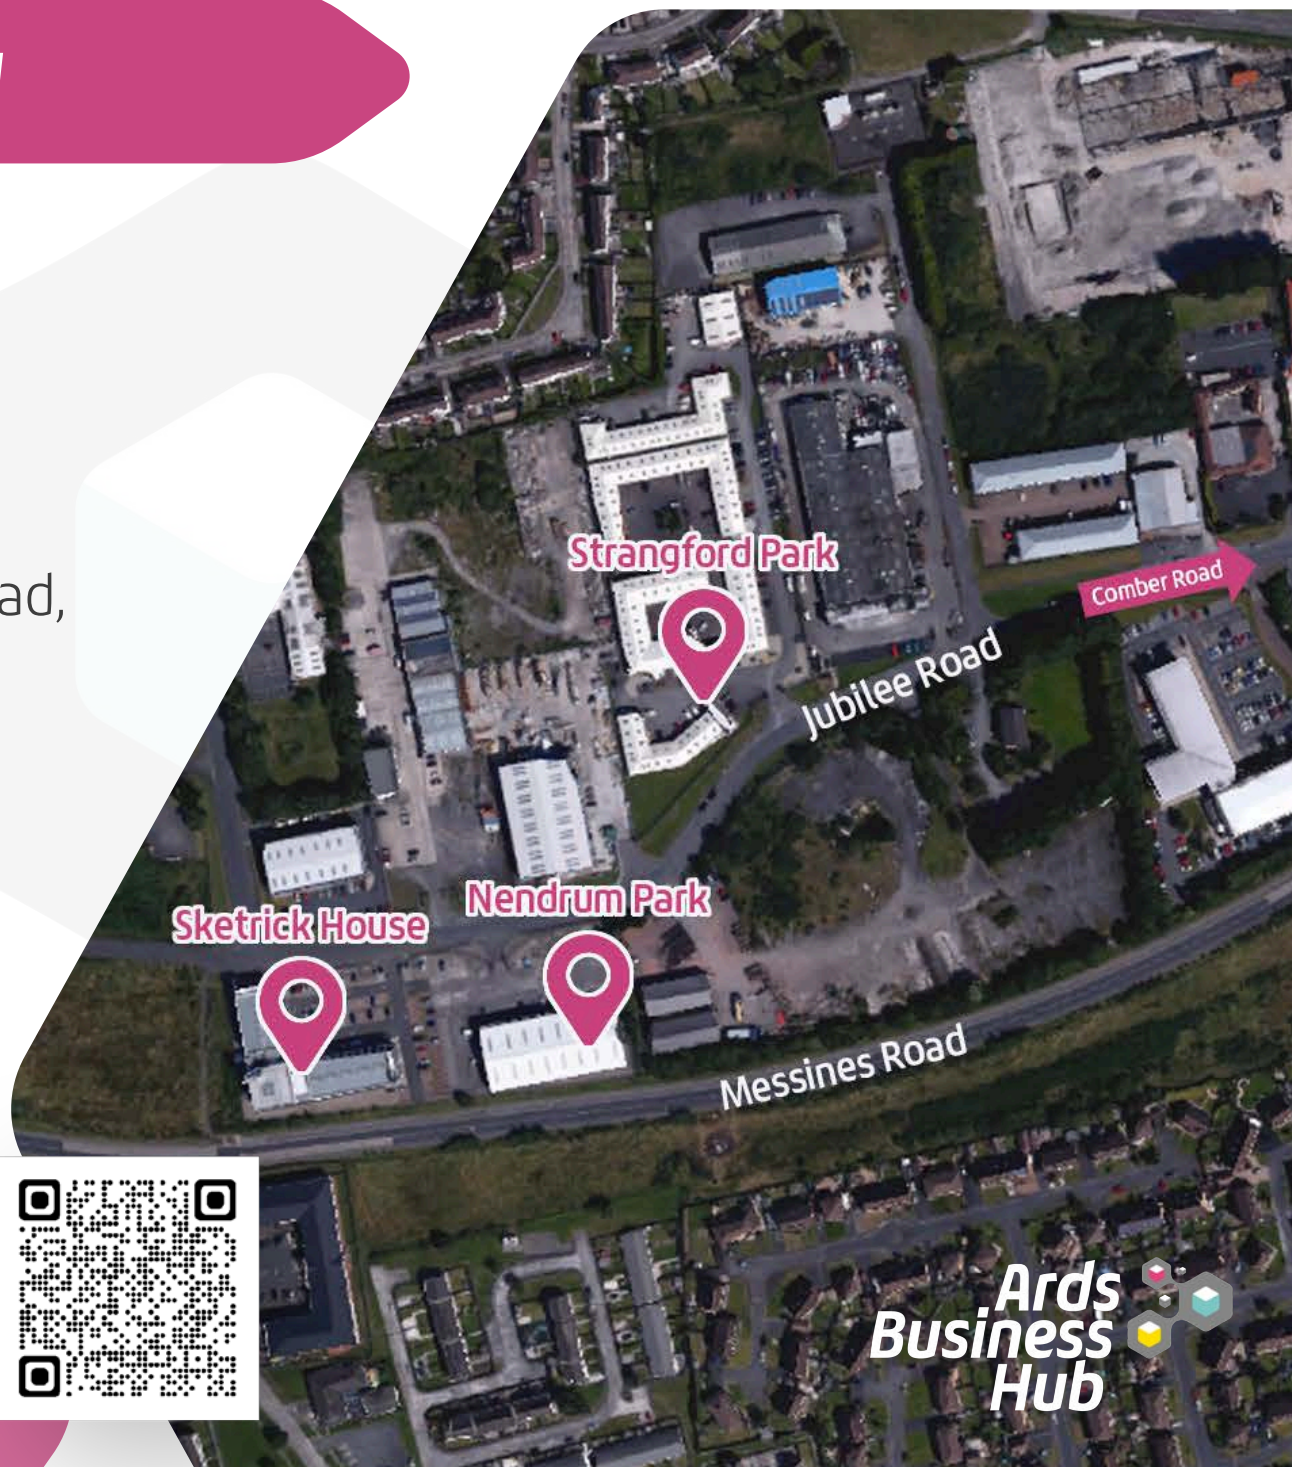 ad,
Strangford Park
Comber Road
Jubilee Road
Nendrum Park
Sketrick House
Messines Road
Ards
Business
Hub